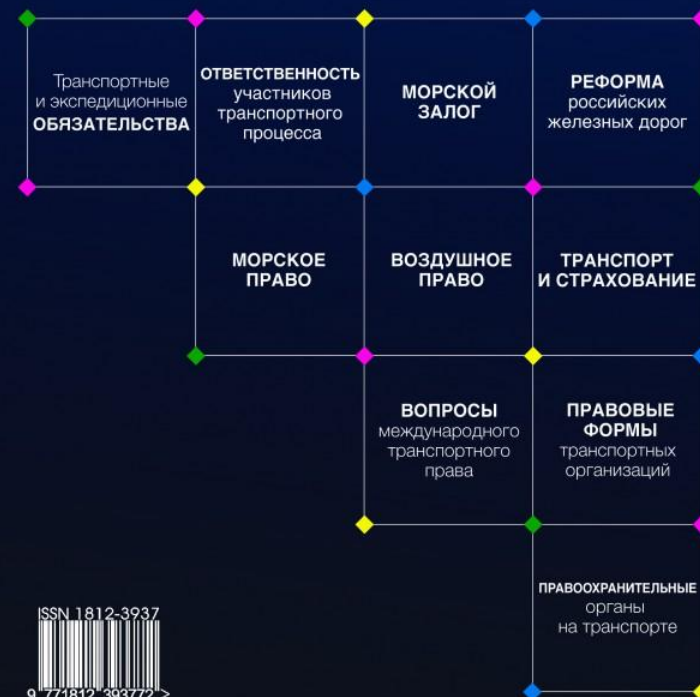 Транспортные
и экспедиционные
ОБЯЗАТЕЛЬСТВА
ОТВЕТСТВЕННОСТЬ
участников
транспортного
процесса
МОРСКОЙ
ЗАЛОГ
РЕФОРМА
российских
железных дорог
МОРСКОЕ
ПРАВО
ВОЗДУШНОЕ
ПРАВО
ТРАНСПОРТ
И СТРАХОВАНИЕ
ВОПРОСЫ
международного
транспортного
права
ПРАВОВЫЕ
ФОРМЫ
транспортных
организаций
ПРАВООХРАНИТЕЛЬНЫЕ
органы
на транспорте
ISSN 1812-3937
9 771812 393772 >